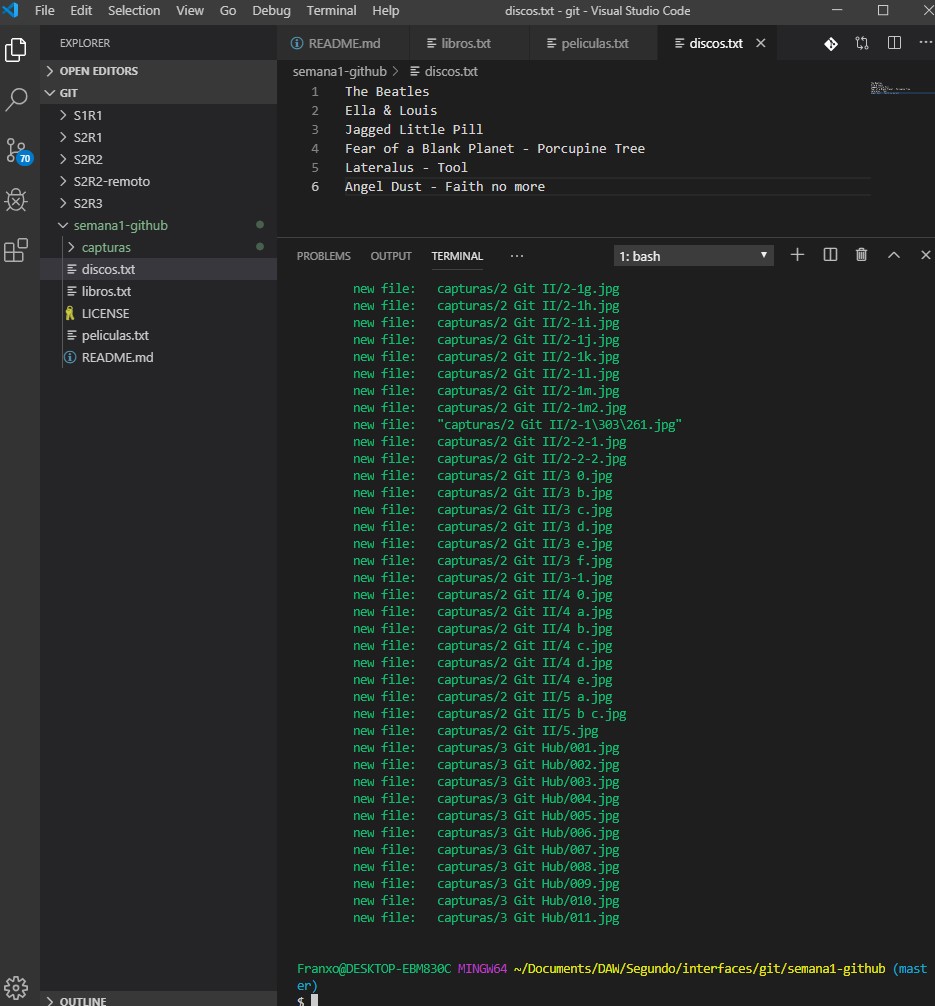 File Edit Selection View Go Debug Terminal Help discos.txt - git - Visual Studio Code
EXPLORER
OPEN EDITORS
GIT
S1R1
S2R1
S2R2
S2R2-remoto
S2R3
semana1-github
capturas
discos.txt
libros.txt
LICENSE
peliculas.txt
README.md
OUTLINE
70
README.md libros.txt peliculas.txt discos.txt
semana1-github > discos.txt
1 The Beatles
2 Ella & Louis
3 Jagged Little Pill
4 Fear of a Blank Planet - Porcupine Tree
5 Lateralus - Tool
6 Angel Dust - Faith no more
PROBLEMS OUTPUT TERMINAL ... 1: bash
new file: capturas/2 Git II/2-1g.jpg
new file: capturas/2 Git II/2-1h.jpg
new file: capturas/2 Git II/2-1i.jpg
new file: capturas/2 Git II/2-1j.jpg
new file: capturas/2 Git II/2-1k.jpg
new file: capturas/2 Git II/2-1l.jpg
new file: capturas/2 Git II/2-1m.jpg
new file: capturas/2 Git II/2-1m2.jpg
new file: "capturas/2 Git II/2-1\303\261.jpg"
new file: capturas/2 Git II/2-2-1.jpg
new file: capturas/2 Git II/2-2-2.jpg
new file: capturas/2 Git II/3 0.jpg
new file: capturas/2 Git II/3 b.jpg
new file: capturas/2 Git II/3 c.jpg
new file: capturas/2 Git II/3 d.jpg
new file: capturas/2 Git II/3 e.jpg
new file: capturas/2 Git II/3 f.jpg
new file: capturas/2 Git II/3-1.jpg
new file: capturas/2 Git II/4 0.jpg
new file: capturas/2 Git II/4 a.jpg
new file: capturas/2 Git II/4 b.jpg
new file: capturas/2 Git II/4 c.jpg
new file: capturas/2 Git II/4 d.jpg
new file: capturas/2 Git II/4 e.jpg
new file: capturas/2 Git II/5 a.jpg
new file: capturas/2 Git II/5 b c.jpg
new file: capturas/2 Git II/5.jpg
new file: capturas/3 Git Hub/001.jpg
new file: capturas/3 Git Hub/002.jpg
new file: capturas/3 Git Hub/003.jpg
new file: capturas/3 Git Hub/004.jpg
new file: capturas/3 Git Hub/005.jpg
new file: capturas/3 Git Hub/006.jpg
new file: capturas/3 Git Hub/007.jpg
new file: capturas/3 Git Hub/008.jpg
new file: capturas/3 Git Hub/009.jpg
new file: capturas/3 Git Hub/010.jpg
new file: capturas/3 Git Hub/011.jpg
Franxo@DESKTOP-EBM830C MINGW64 ~/Documents/DAW/Segundo/interfaces/git/semana1-github (mast
er)
$